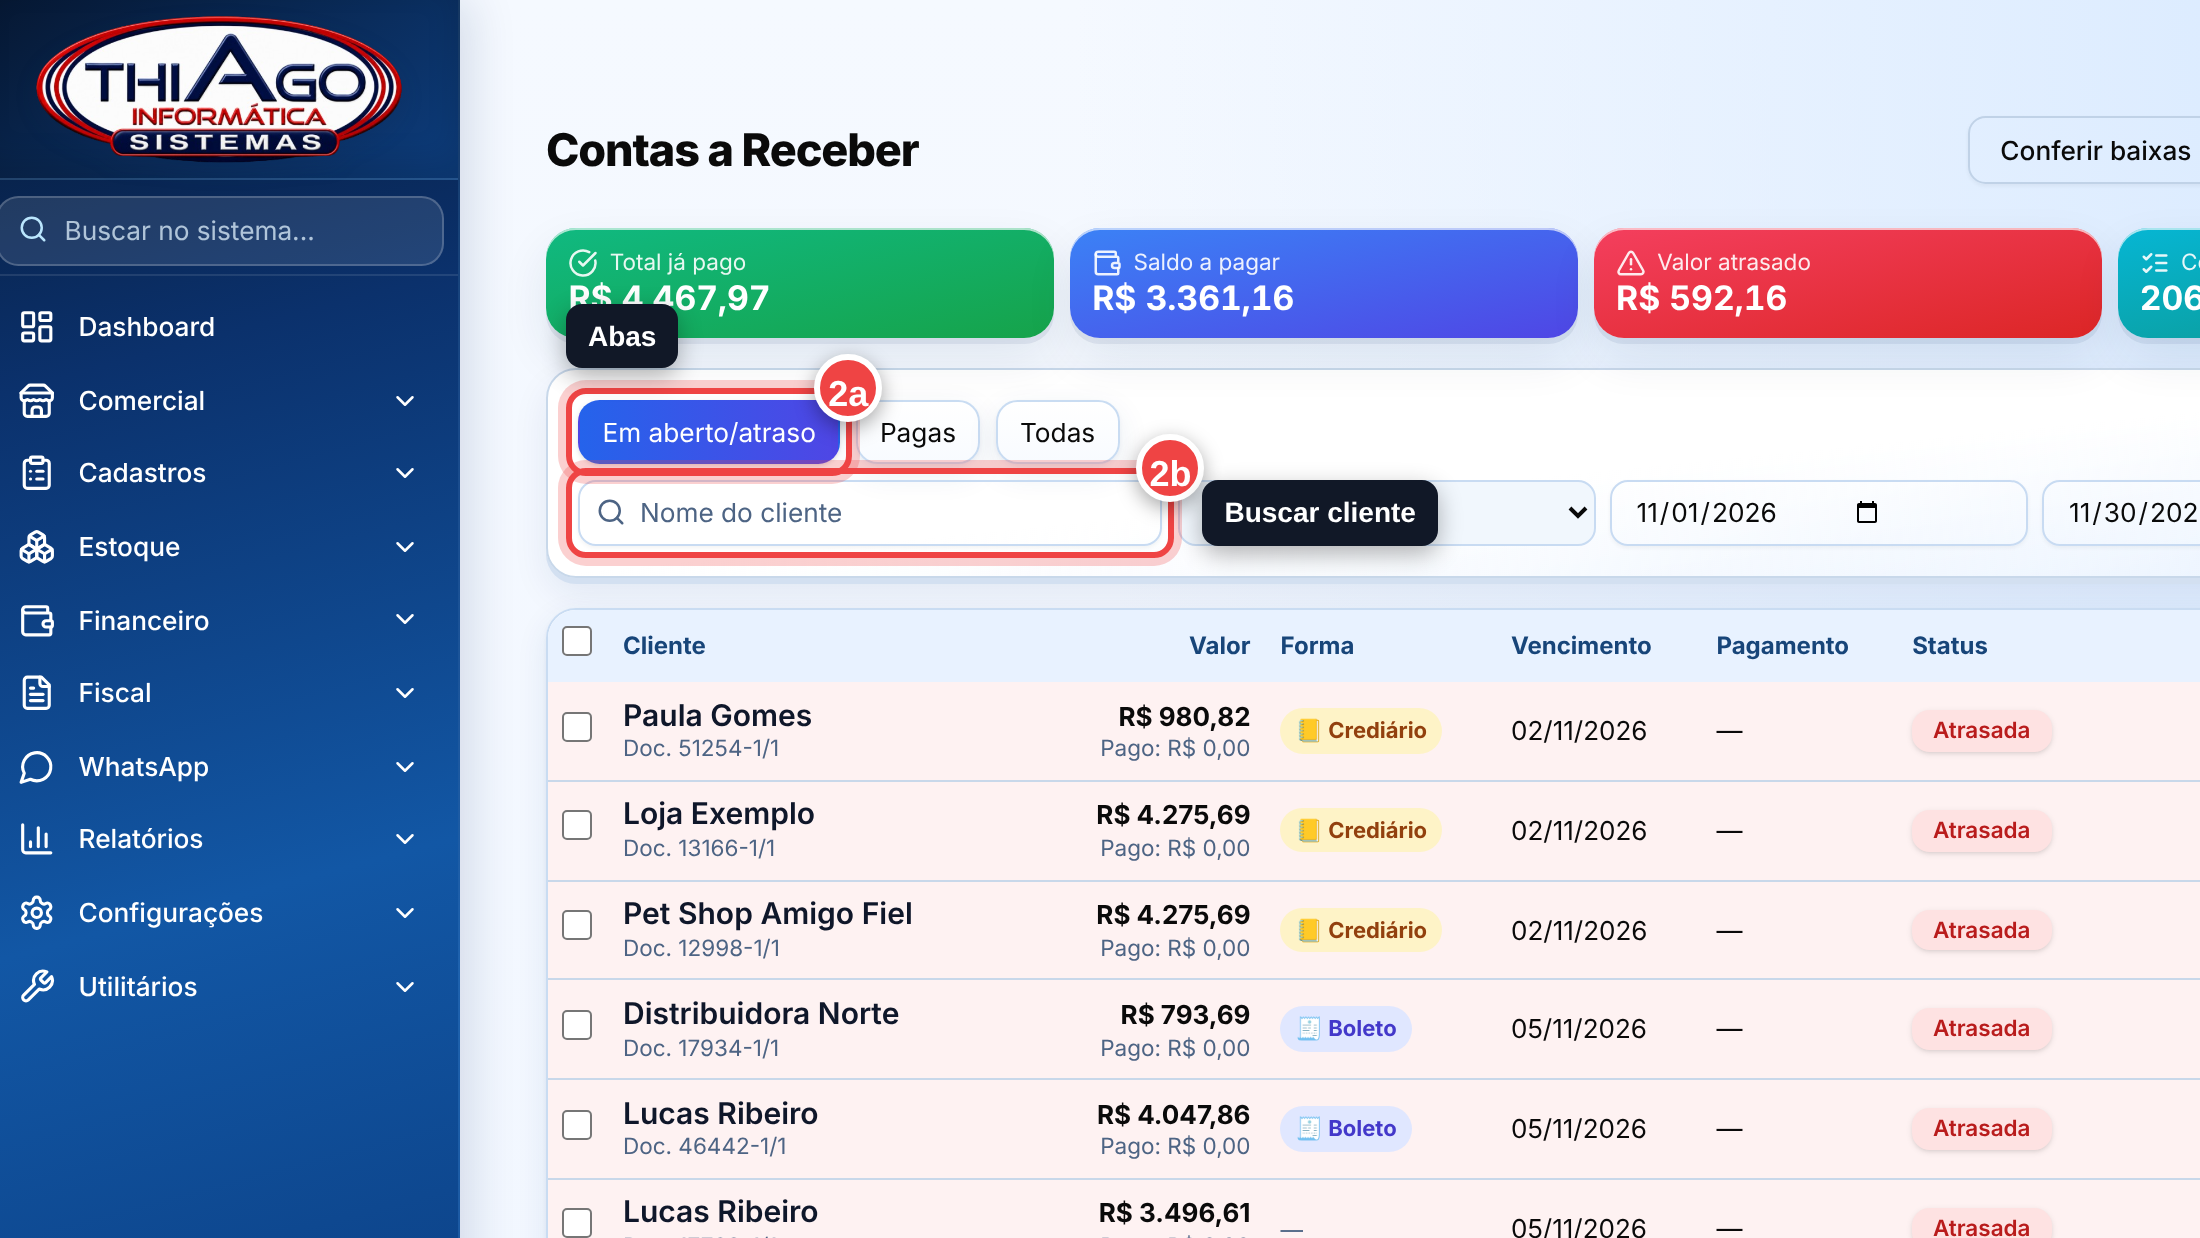 THIAGO
INFORMÁTICA
SISTEMAS
Buscar no sistema...
Dashboard
Comercial
Cadastros
Estoque
Financeiro
Fiscal
WhatsApp
Relatórios
Configurações
Utilitários
Contas a Receber
Conferir baixas
Total já pago
R$ 4.467,97
Saldo a pagar
R$ 3.361,16
Valor atrasado
R$ 592,16
206
Abas
2a
Em aberto/atraso
Pagas
Todas
2b
Nome do cliente
Buscar cliente
11/01/2026
11/30/202
Cliente Valor Forma Vencimento Pagamento Status
Paula Gomes R$ 980,82 Crediário 02/11/2026 — Atrasada
Doc. 51254-1/1 Pago: R$ 0,00
Loja Exemplo R$ 4.275,69 Crediário 02/11/2026 — Atrasada
Doc. 13166-1/1 Pago: R$ 0,00
Pet Shop Amigo Fiel R$ 4.275,69 Crediário 02/11/2026 — Atrasada
Doc. 12998-1/1 Pago: R$ 0,00
Distribuidora Norte R$ 793,69 Boleto 05/11/2026 — Atrasada
Doc. 17934-1/1 Pago: R$ 0,00
Lucas Ribeiro R$ 4.047,86 Boleto 05/11/2026 — Atrasada
Doc. 46442-1/1 Pago: R$ 0,00
Lucas Ribeiro R$ 3.496,61 — 05/11/2026 — Atrasada